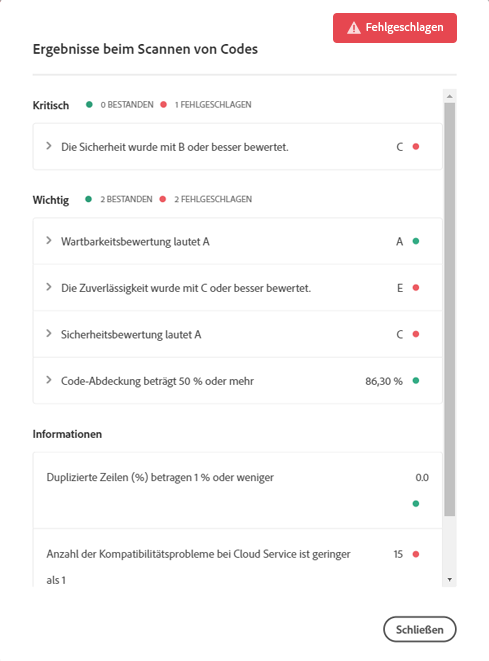 Fehlgeschlagen
Ergebnisse beim Scannen von Codes
Kritisch 0 BESTANDEN 1 FEHLGESCHLAGEN
Die Sicherheit wurde mit B oder besser bewertet. C
Wichtig 2 BESTANDEN 2 FEHLGESCHLAGEN
Wartbarkeitsbewertung lautet A A
Die Zuverlässigkeit wurde mit C oder besser bewertet. E
Sicherheitsbewertung lautet A C
Code-Abdeckung beträgt 50 % oder mehr 86,30 %
Informationen
Duplizierte Zeilen (%) betragen 1 % oder weniger 0.0
Anzahl der Kompatibilitätsprobleme bei Cloud Service ist geringer 15
als 1
Schließen